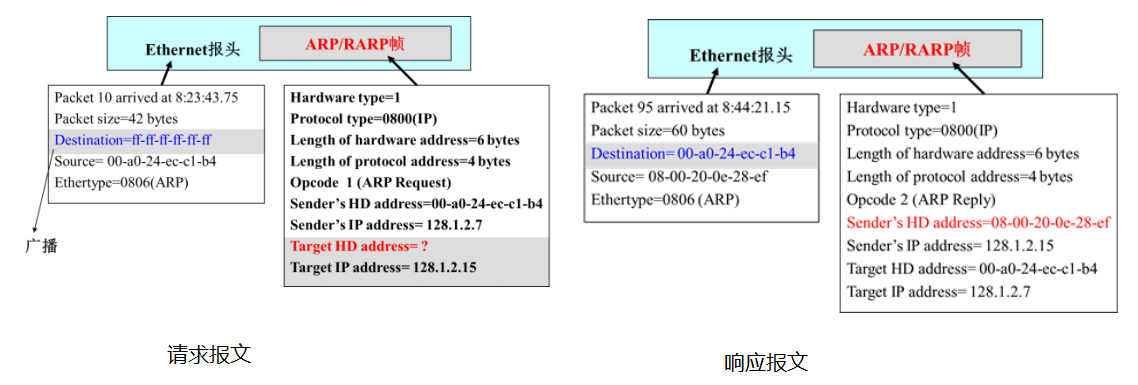 Ethernet报头
ARP/RARP帧
Packet 10 arrived at 8:23:43.75
Packet size=42 bytes
Destination=ff-ff-ff-ff-ff-ff
Source= 00-a0-24-ec-c1-b4
Ethertype=0806(ARP)
广播
Hardware type=1
Protocol type=0800(IP)
Length of hardware address=6 bytes
Length of protocol address=4 bytes
Opcode 1 (ARP Request)
Sender's HD address=00-a0-24-ec-c1-b4
Sender's IP address= 128.1.2.7
Target HD address= ?
Target IP address= 128.1.2.15
请求报文
Ethernet报头
ARP/RARP帧
Packet 95 arrived at 8:44:21.15
Packet size=60 bytes
Destination= 00-a0-24-ec-c1-b4
Source= 08-00-20-0e-28-ef
Ethertype=0806 (ARP)
Hardware type=1
Protocol type=0800(IP)
Length of hardware address=6 bytes
Length of protocol address=4 bytes
Opcode 2 (ARP Reply)
Sender's HD address=08-00-20-0e-28-ef
Sender's IP address= 128.1.2.15
Target HD address= 00-a0-24-ec-c1-b4
Target IP address= 128.1.2.7
响应报文